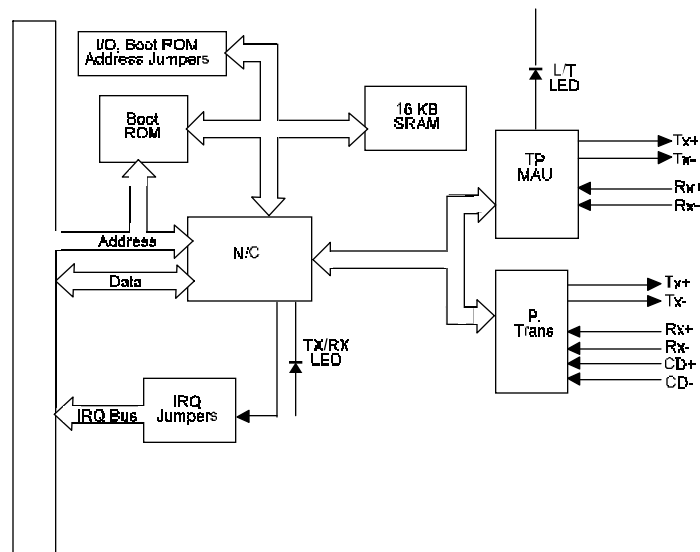 I/O, Boot ROM
Address Jumpers
Boot
ROM
16 KB
SRAM
L/T
LED
TP
MAU
Tx+
Tx-
Rx+
Rx-
Address
Data
N/C
TX/RX
LED
P.
Trans
Tx+
Tx-
Rx+
Rx-
CD+
CD-
IRQ Bus
IRQ
Jumpers